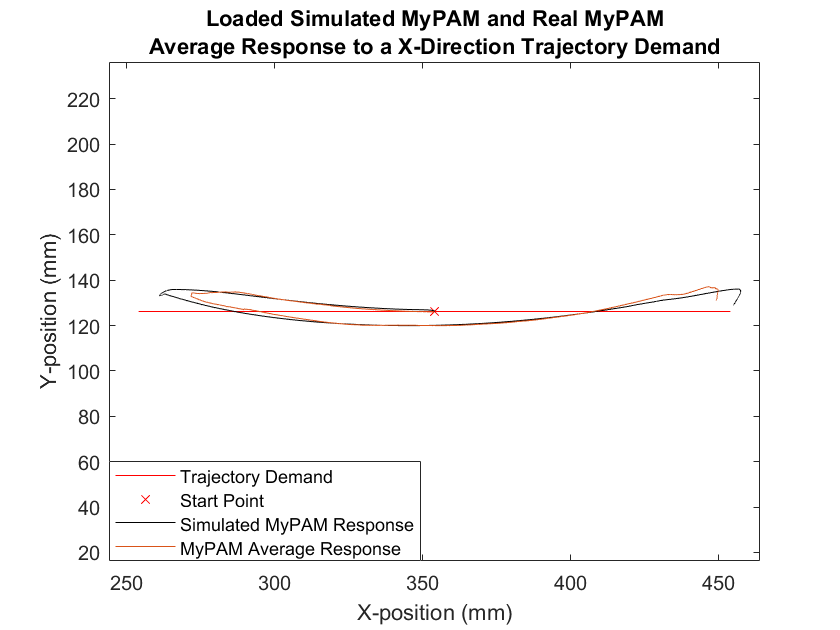 Loaded Simulated MyPAM and Real MyPAM
Average Response to a X-Direction Trajectory Demand
220
200
180
160
140
120
100
80
60
40
20
Y-position (mm)
Trajectory Demand
Start Point
Simulated MyPAM Response
MyPAM Average Response
250 300 350 400 450
X-position (mm)